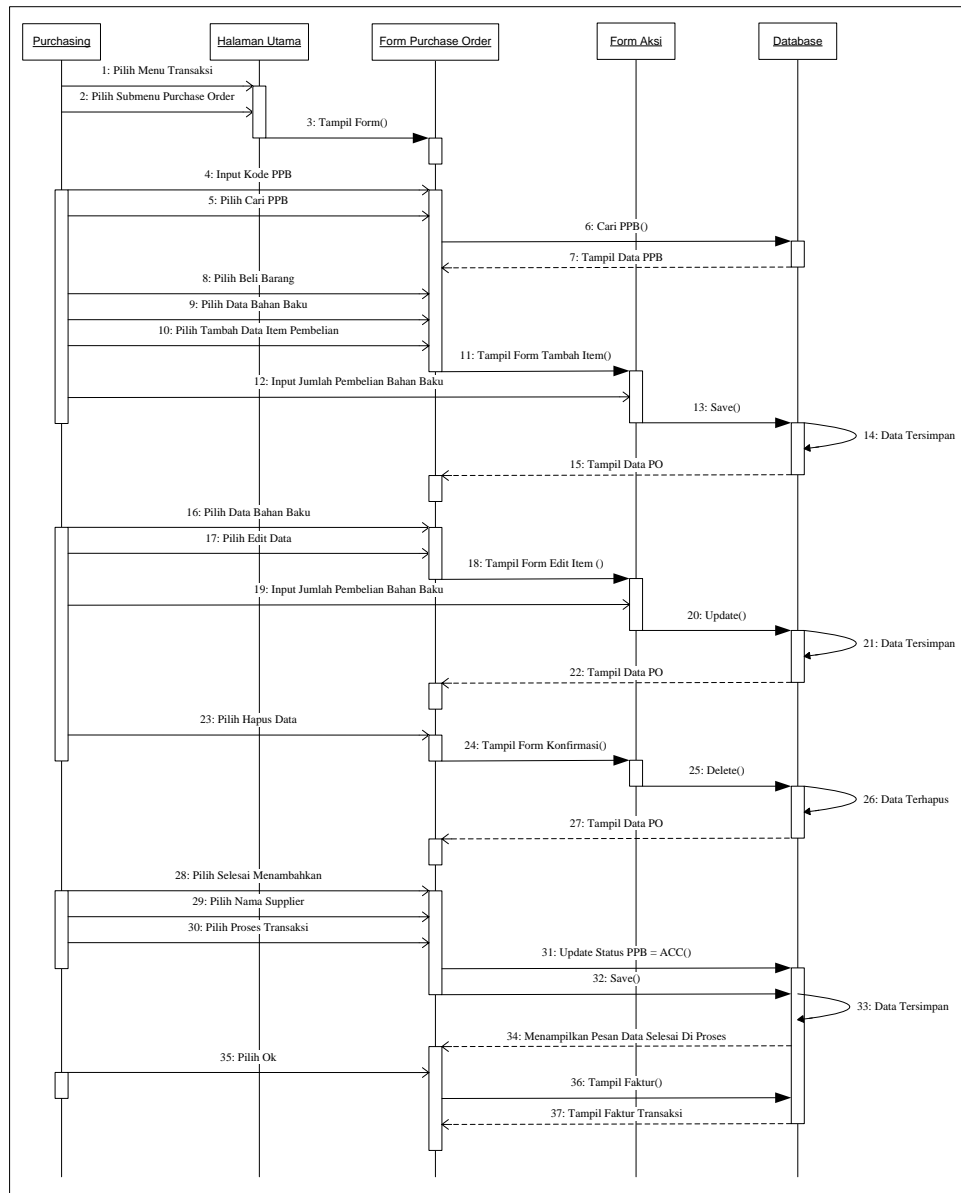 Purchasing
Halaman Utama
Form Purchase Order
Form Aksi
Database
1: Pilih Menu Transaksi
2: Pilih Submenu Purchase Order
3: Tampil Form()
4: Input Kode PPB
5: Pilih Cari PPB
6: Cari PPB()
7: Tampil Data PPB
8: Pilih Beli Barang
9: Pilih Data Bahan Baku
10: Pilih Tambah Data Item Pembelian
11: Tampil Form Tambah Item()
12: Input Jumlah Pembelian Bahan Baku
13: Save()
14: Data Tersimpan
15: Tampil Data PO
16: Pilih Data Bahan Baku
17: Pilih Edit Data
18: Tampil Form Edit Item ()
19: Input Jumlah Pembelian Bahan Baku
20: Update()
21: Data Tersimpan
22: Tampil Data PO
23: Pilih Hapus Data
24: Tampil Form Konfirmasi()
25: Delete()
26: Data Terhapus
27: Tampil Data PO
28: Pilih Selesai Menambahkan
29: Pilih Nama Supplier
30: Pilih Proses Transaksi
31: Update Status PPB = ACC()
32: Save()
33: Data Tersimpan
34: Menampilkan Pesan Data Selesai Di Proses
35: Pilih Ok
36: Tampil Faktur()
37: Tampil Faktur Transaksi